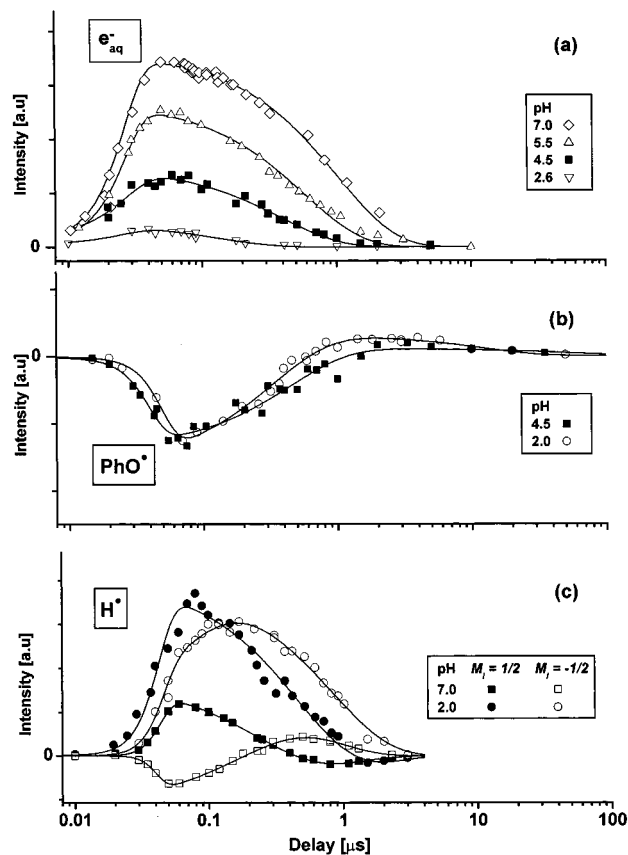 e⁻aq
(a)
Intensity [a.u]
0
pH
7.0
5.5
4.5
2.6
(b)
Intensity [a.u]
0
PhO•
pH
4.5
2.0
(c)
H•
Intensity [a.u]
0
pH M_I = 1/2 M_I = -1/2
7.0
2.0
0.01 0.1 1 10 100
Delay [μs]